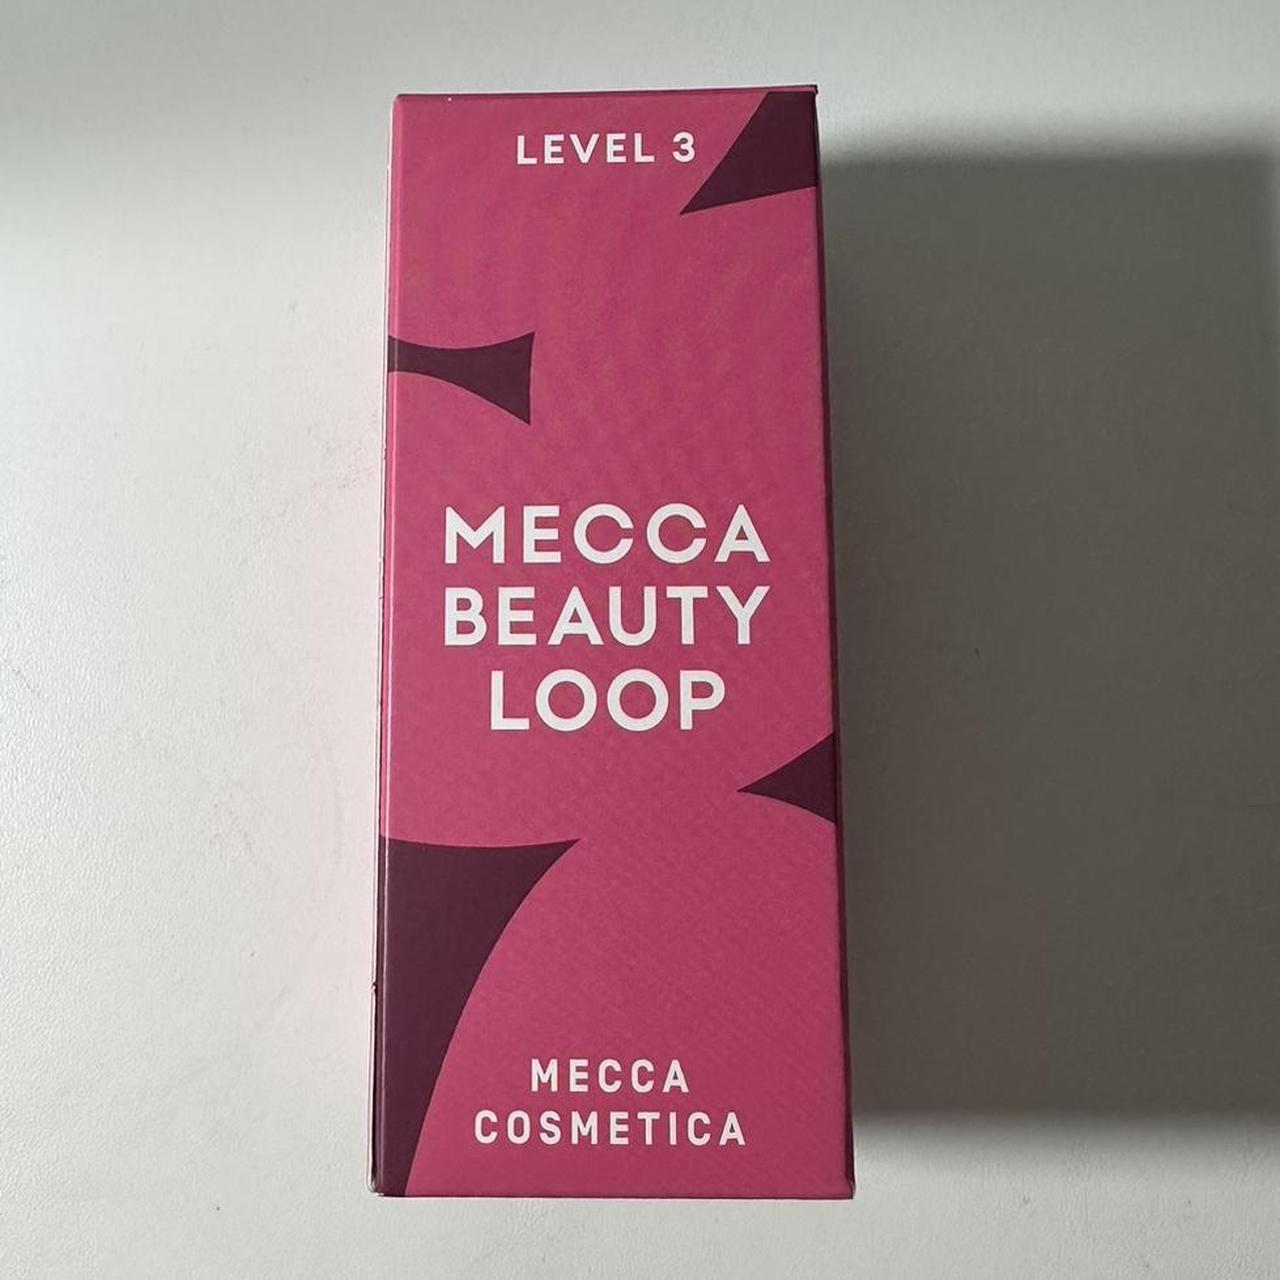 LEVEL 3
MECCA
BEAUTY
LOOP
MECCA
COSMETICA